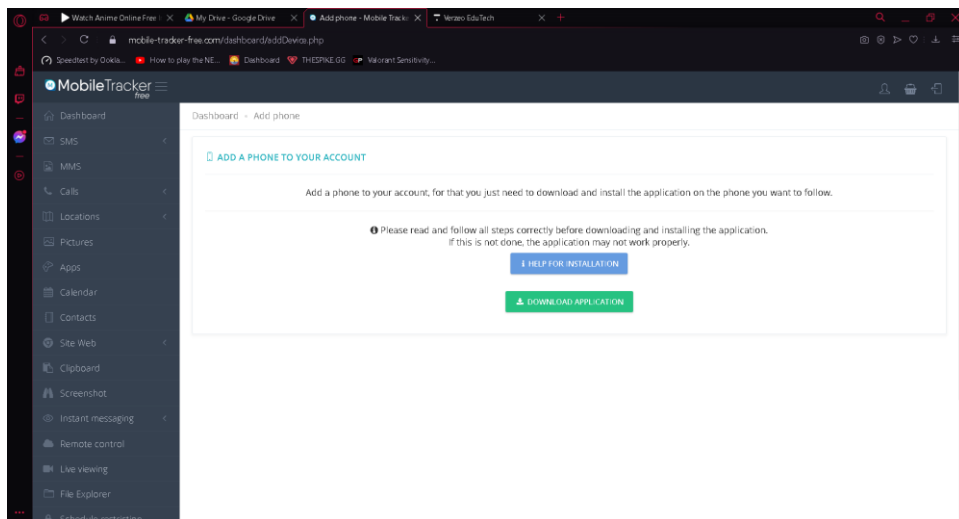 Watch Anime Online Free
My Drive - Google Drive
Add phone - Mobile Tracke
Verzeo EduTech
mobile-tracker-free.com/dashboard/addDevice.php
Speedtest by Ookla...
How to play the NE...
Dashboard
THESPIKE.GG
Valorant Sensitivity...
MobileTracker
free
Dashboard
Dashboard
Add phone
SMS
ADD A PHONE TO YOUR ACCOUNT
MMS
Calls
Add a phone to your account, for that you just need to download and install the application on the phone you want to follow.
Locations
Please read and follow all steps correctly before downloading and installing the application.
Pictures
If this is not done, the application may not work properly.
Apps
HELP FOR INSTALLATION
Calendar
DOWNLOAD APPLICATION
Contacts
Site Web
Clipboard
Screenshot
Instant messaging
Remote control
Live viewing
File Explorer